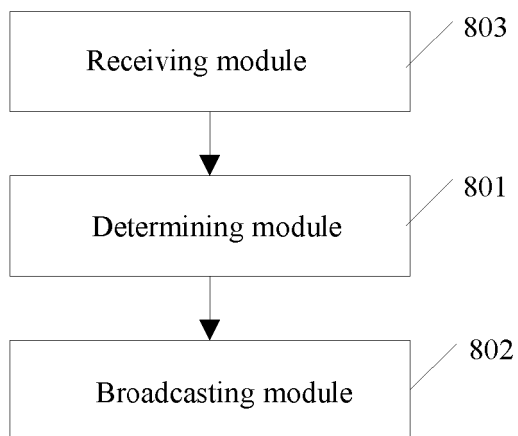 803
Receiving module
801
Determining module
802
Broadcasting module